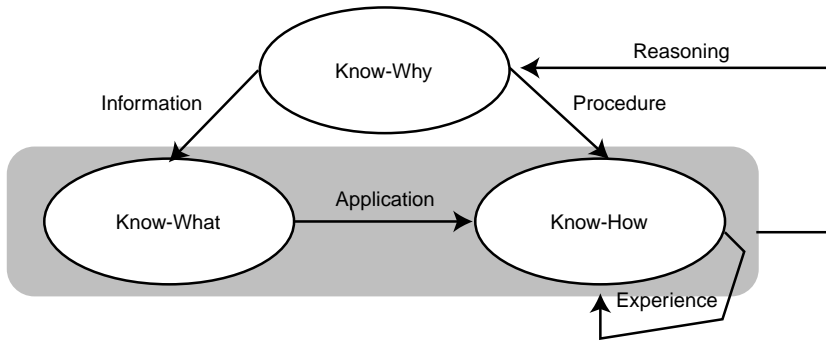 Reasoning
Know-Why
Information
Procedure
Application
Know-What
Know-How
Experience